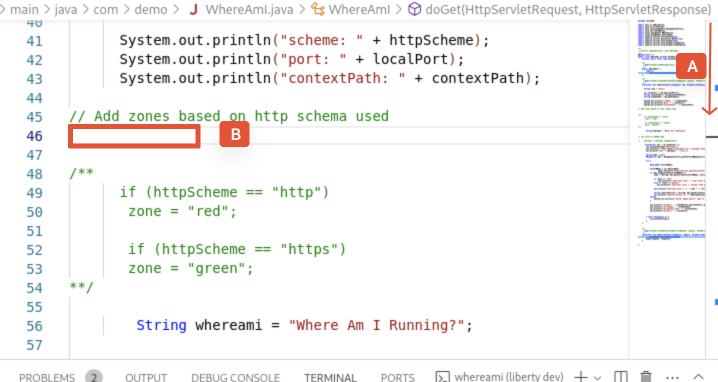 > main > java > com > demo > J WhereAmI.java > WhereAmI > doGet(HttpServletRequest, HttpServletResponse)
40
41 System.out.println("scheme: " + httpScheme);
42 System.out.println("port: " + localPort);
43 System.out.println("contextPath: " + contextPath);
44
45 // Add zones based on http schema used
46 B
47
48 /**
49 if (httpScheme == "http")
50 zone = "red";
51
52 if (httpScheme == "https")
53 zone = "green";
54 **/
55
56 String whereami = "Where Am I Running?";
57
A
PROBLEMS 2 OUTPUT DEBUG CONSOLE TERMINAL PORTS whereami (liberty dev)